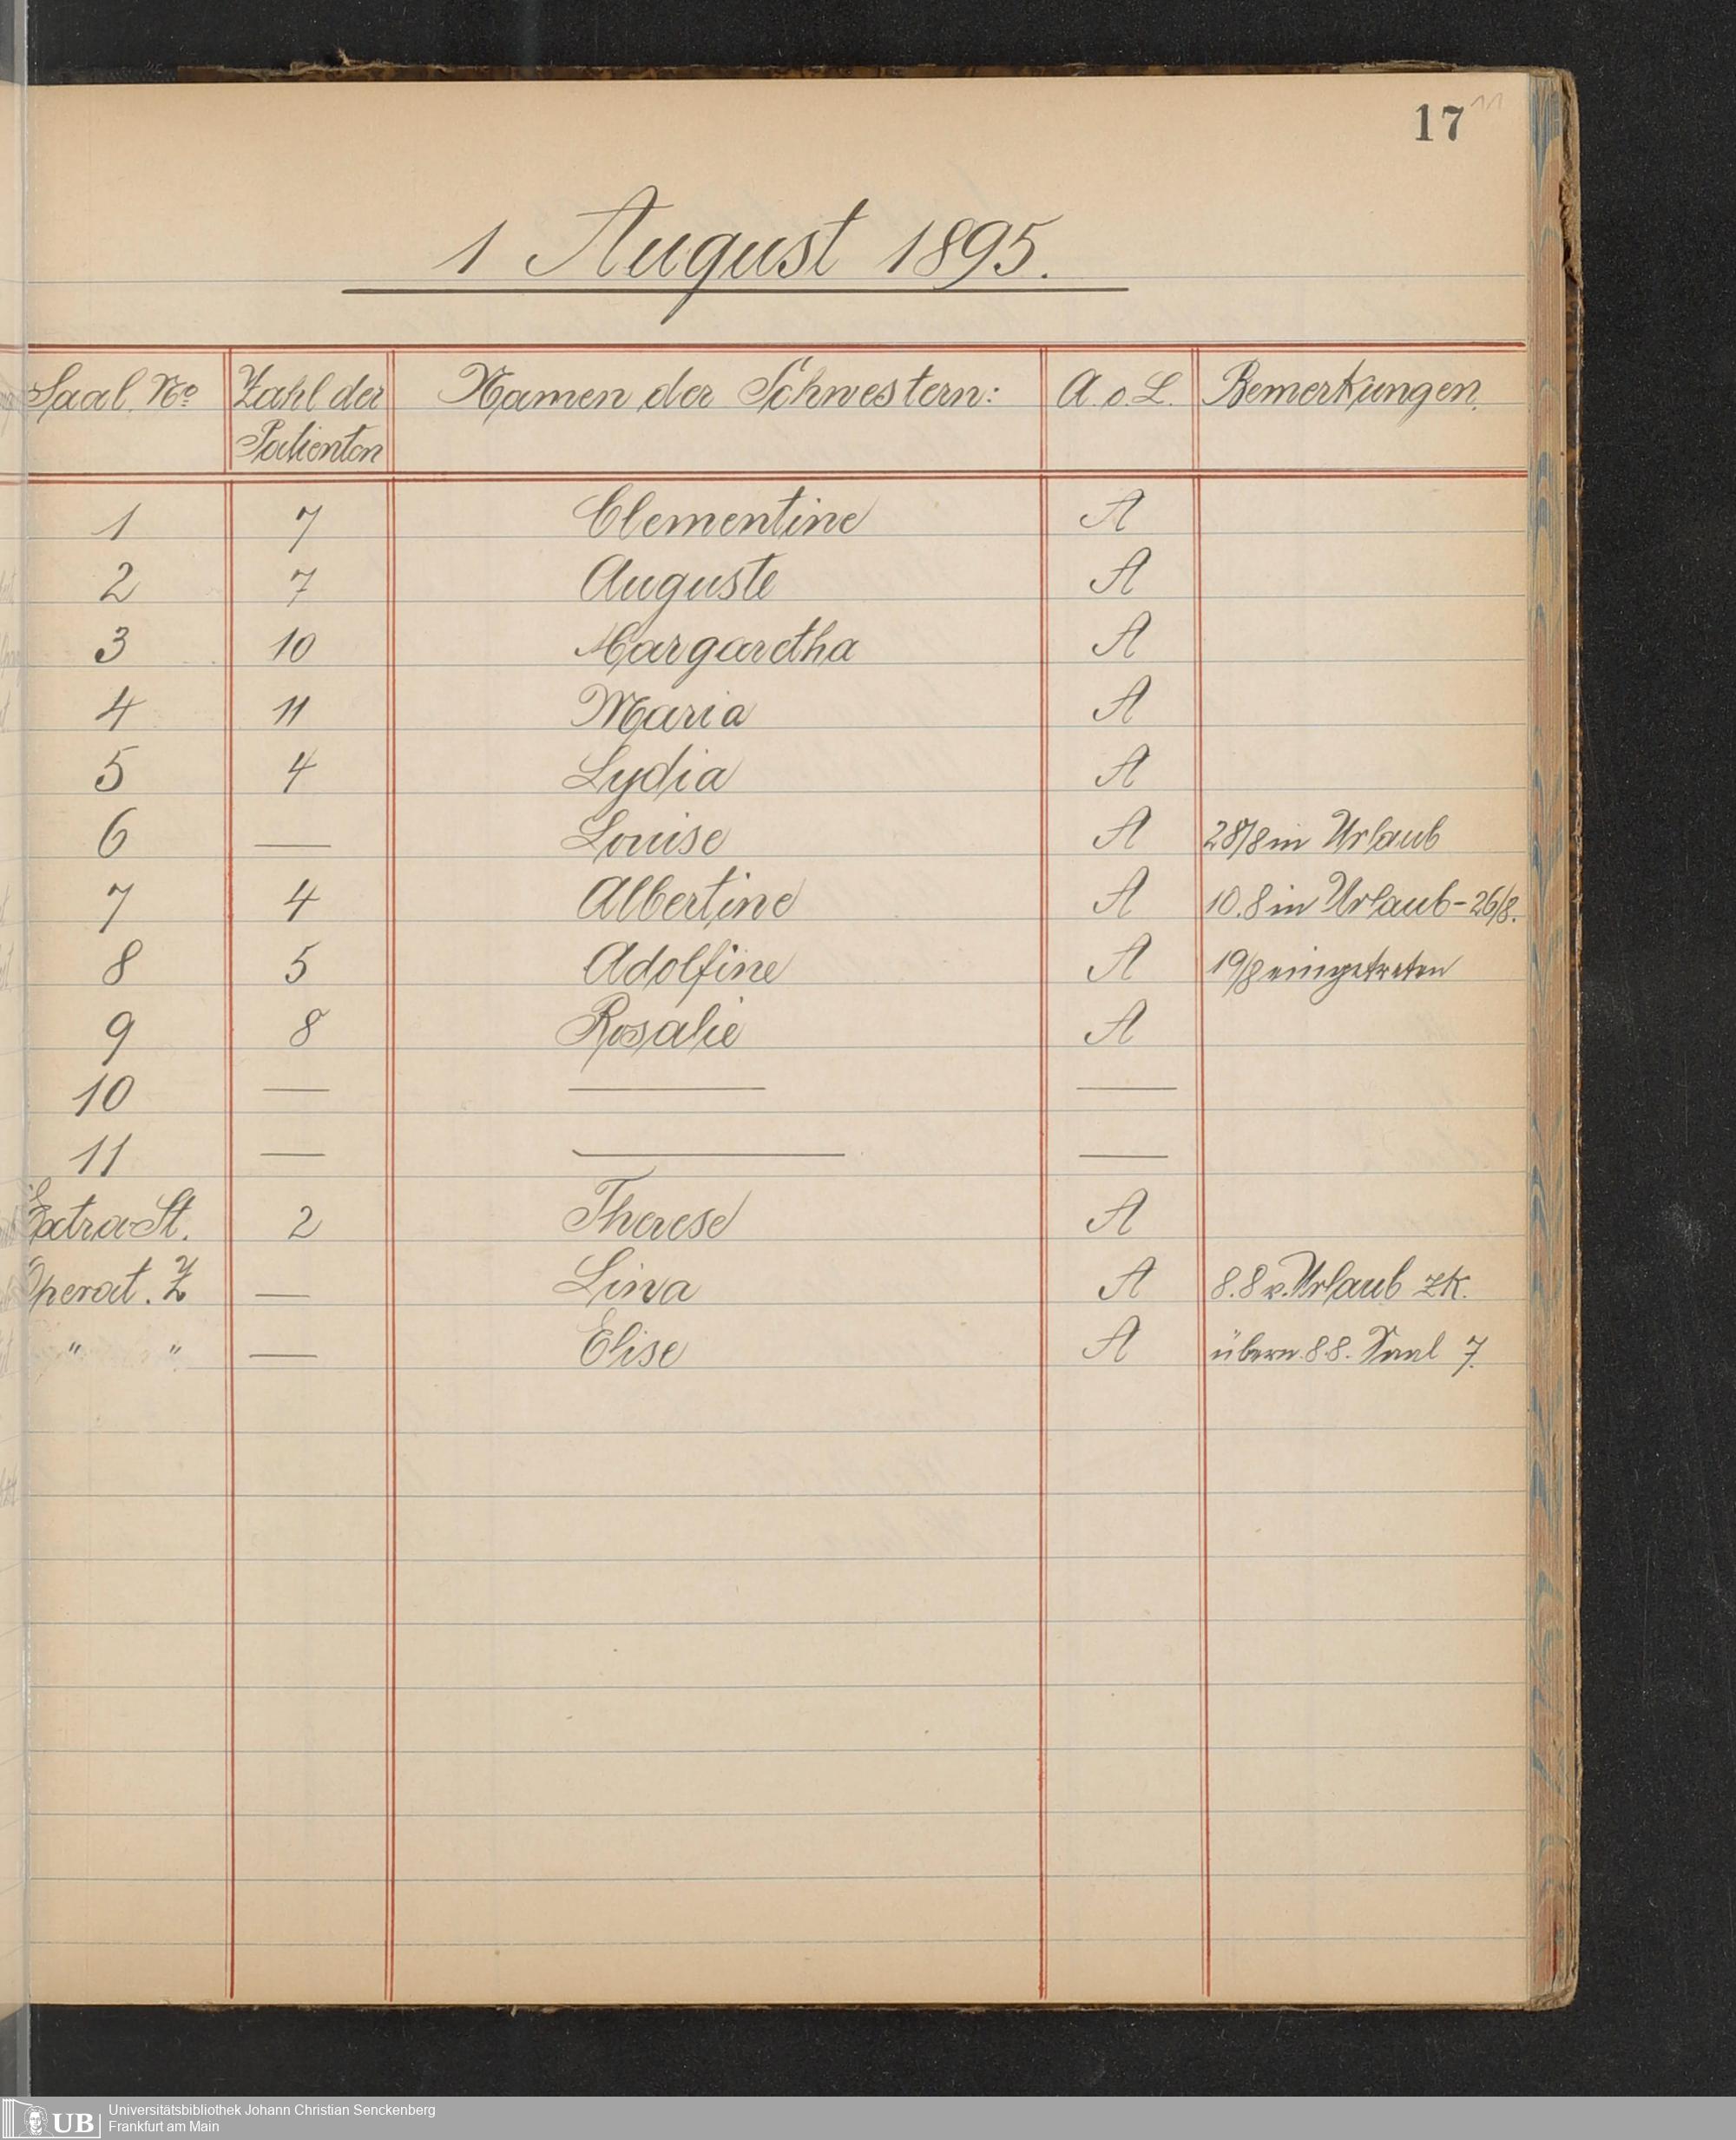 17
1 August 1895.
Saal No Zahl der Patienten Namen der Schwestern: A. o. L. Bemerkungen.
1 7 Clementine A
2 7 Auguste A
3 10 Margaretha A
4 11 Maria A
5 4 Lydia A
6 — Louise A 28/8 in Urlaub
7 4 Albertine A 10.8 in Urlaub - 26/8.
8 5 Adolfine A 19/8 eingetreten
9 8 Rosalie A
10 — — —
11 — — —
Extra St. 2 Therese A
Operat. Z — Lina A 8.8 v. Urlaub zk.
" " — Elise A übern. 8.8. Saal 7.
UB Universitätsbibliothek Johann Christian Senckenberg
Frankfurt am Main